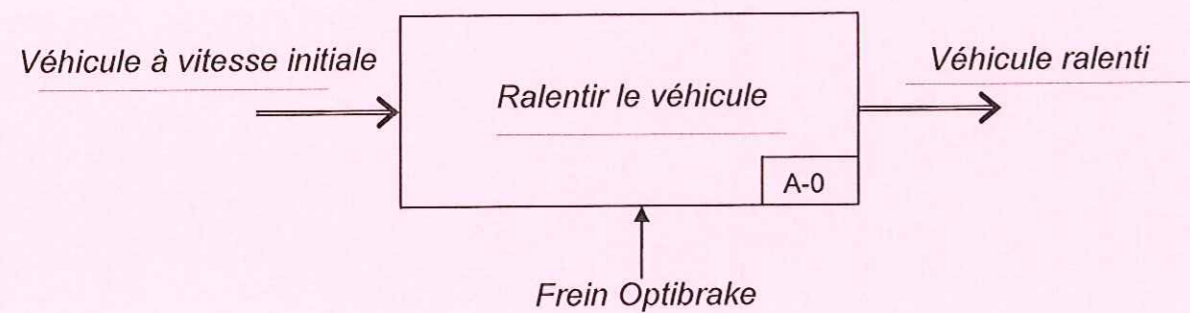 Véhicule à vitesse initiale
Ralentir le véhicule
Véhicule ralenti
A-0
Frein Optibrake